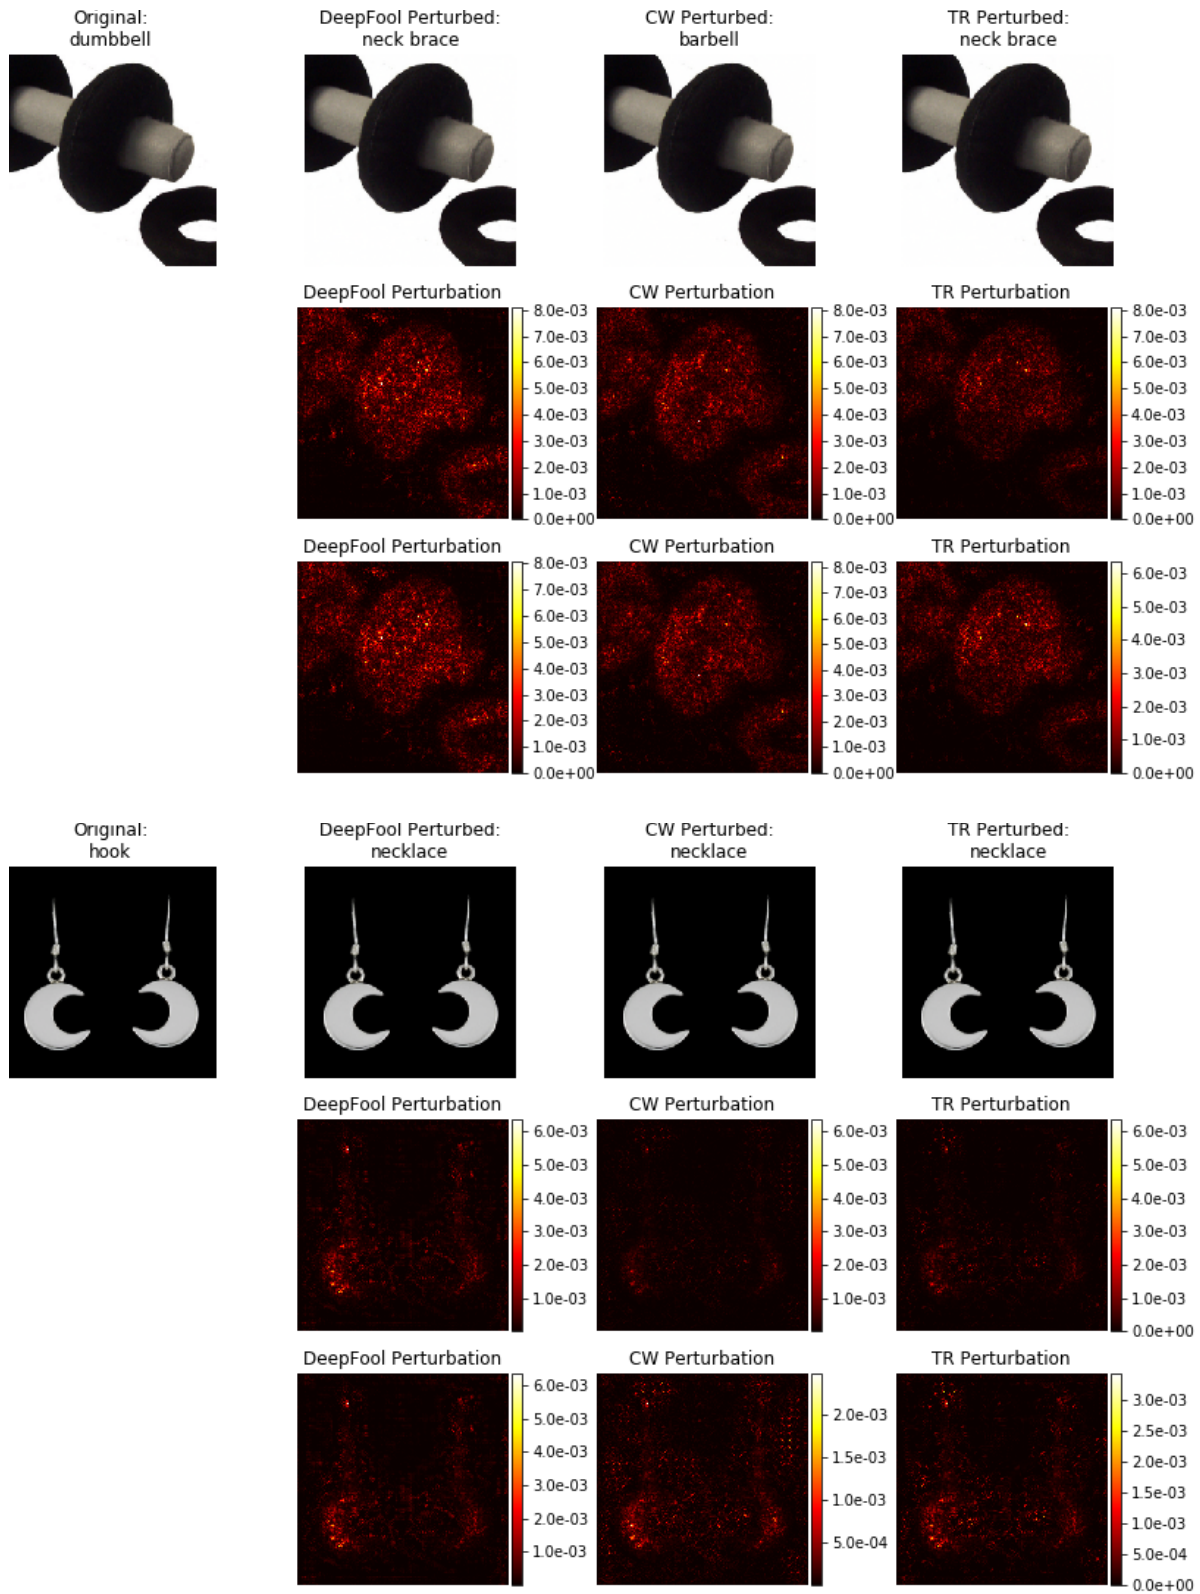 Original:
dumbbell
DeepFool Perturbed:
neck brace
CW Perturbed:
barbell
TR Perturbed:
neck brace
DeepFool Perturbation
8.0e-03
7.0e-03
6.0e-03
5.0e-03
4.0e-03
3.0e-03
2.0e-03
1.0e-03
0.0e+00
CW Perturbation
8.0e-03
7.0e-03
6.0e-03
5.0e-03
4.0e-03
3.0e-03
2.0e-03
1.0e-03
0.0e+00
TR Perturbation
8.0e-03
7.0e-03
6.0e-03
5.0e-03
4.0e-03
3.0e-03
2.0e-03
1.0e-03
0.0e+00
DeepFool Perturbation
8.0e-03
7.0e-03
6.0e-03
5.0e-03
4.0e-03
3.0e-03
2.0e-03
1.0e-03
0.0e+00
CW Perturbation
8.0e-03
7.0e-03
6.0e-03
5.0e-03
4.0e-03
3.0e-03
2.0e-03
1.0e-03
0.0e+00
TR Perturbation
6.0e-03
5.0e-03
4.0e-03
3.0e-03
2.0e-03
1.0e-03
0.0e+00
Original:
hook
DeepFool Perturbed:
necklace
CW Perturbed:
necklace
TR Perturbed:
necklace
DeepFool Perturbation
6.0e-03
5.0e-03
4.0e-03
3.0e-03
2.0e-03
1.0e-03
CW Perturbation
6.0e-03
5.0e-03
4.0e-03
3.0e-03
2.0e-03
1.0e-03
TR Perturbation
6.0e-03
5.0e-03
4.0e-03
3.0e-03
2.0e-03
1.0e-03
0.0e+00
DeepFool Perturbation
6.0e-03
5.0e-03
4.0e-03
3.0e-03
2.0e-03
1.0e-03
CW Perturbation
2.0e-03
1.5e-03
1.0e-03
5.0e-04
TR Perturbation
3.0e-03
2.5e-03
2.0e-03
1.5e-03
1.0e-03
5.0e-04
0.0e+00